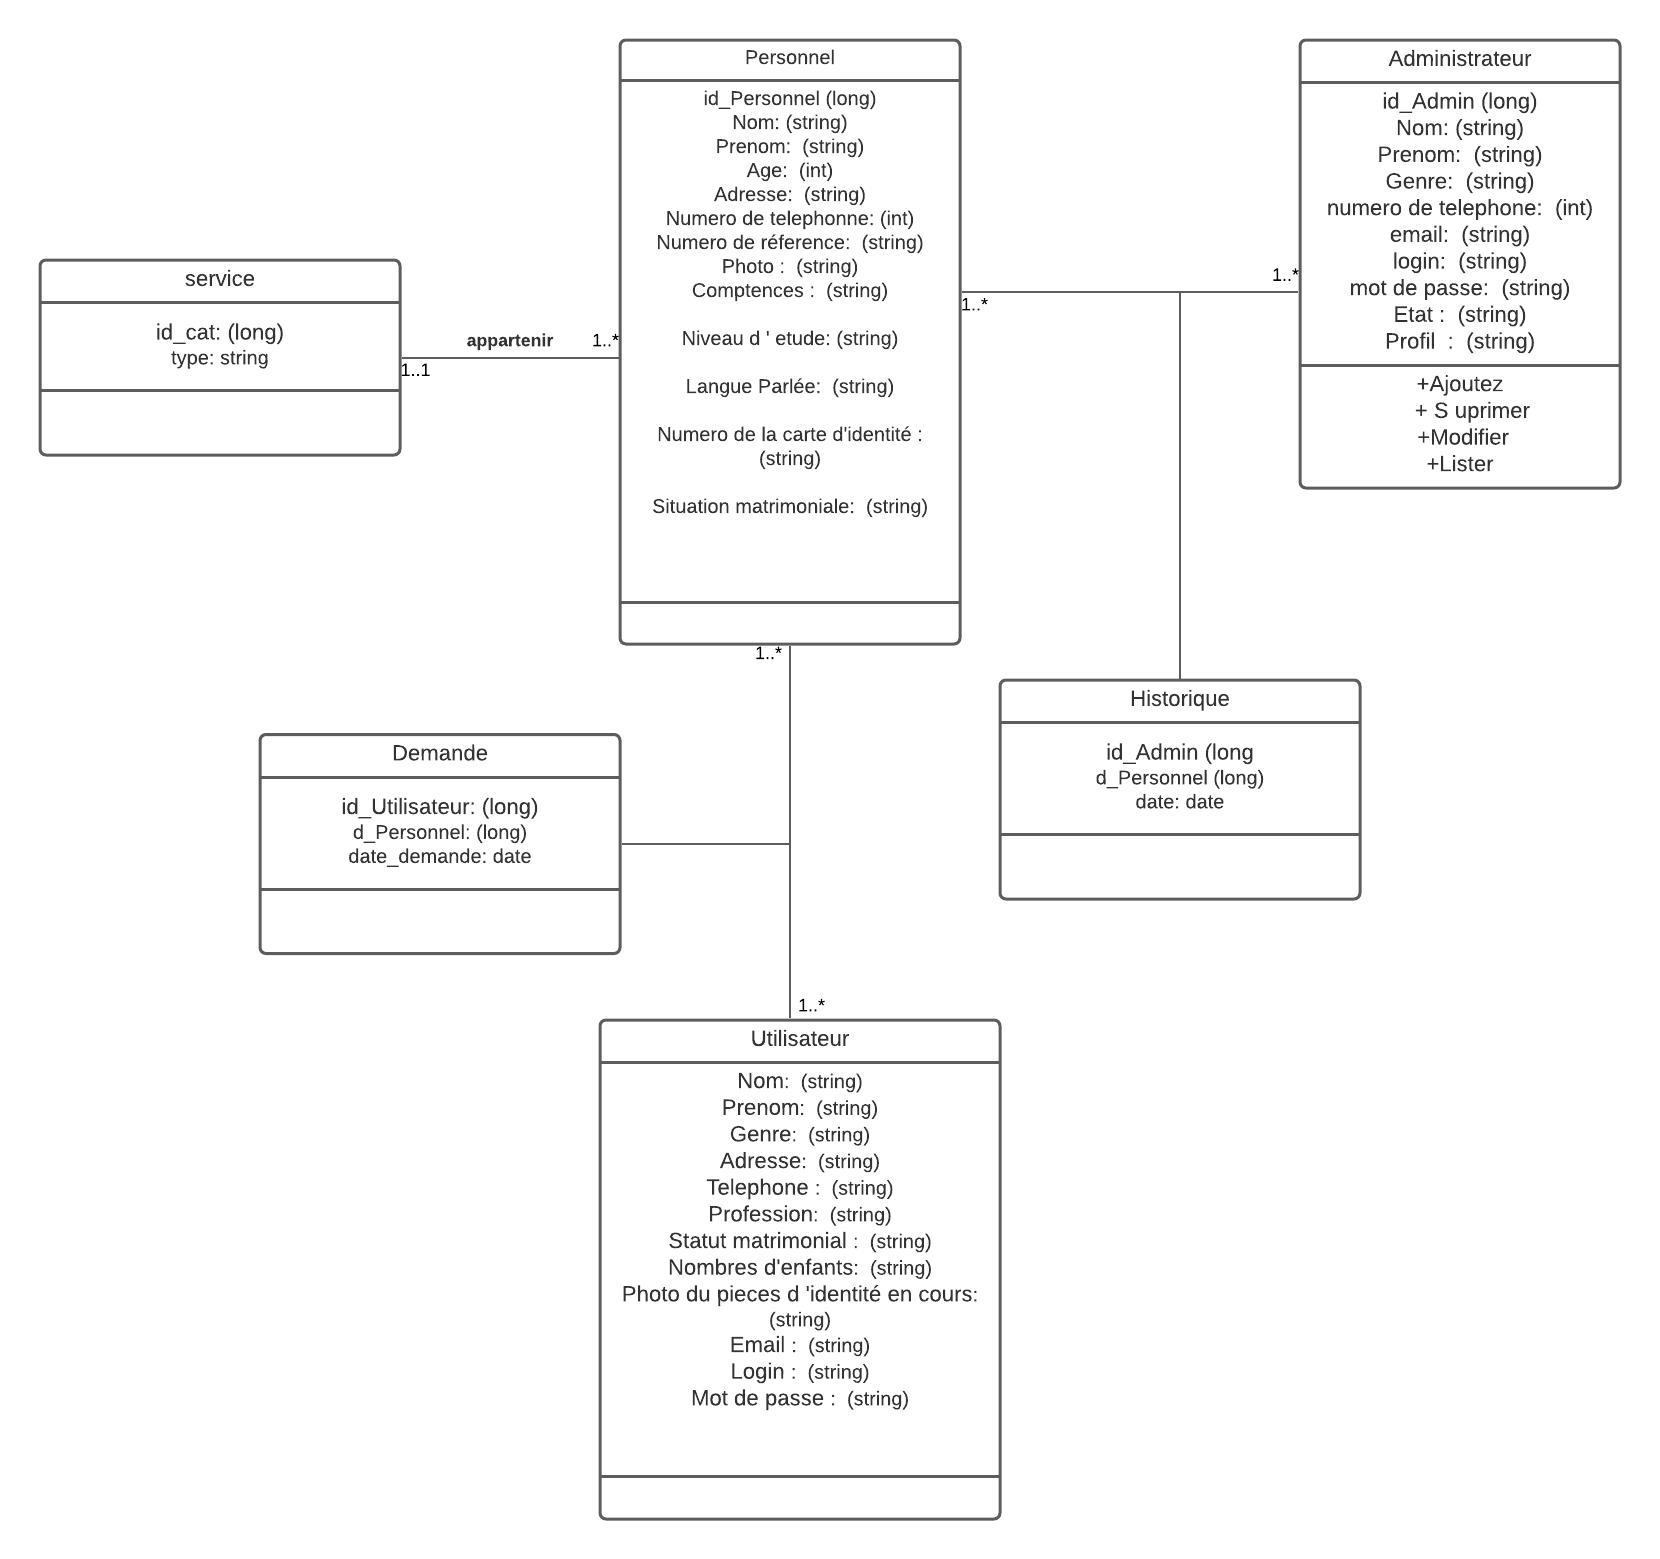 Personnel
id_Personnel (long)
Nom: (string)
Prenom:  (string)
Age:  (int)
Adresse:  (string)
Numero de telephonne: (int)
Numero de réference:  (string)
Photo :  (string)
Comptences :  (string)
Niveau d ' etude: (string)
Langue Parlée:  (string)
Numero de la carte d'identité :
(string)
Situation matrimoniale:  (string)
Administrateur
id_Admin (long)
Nom: (string)
Prenom:  (string)
Genre:  (string)
numero de telephone:  (int)
email:  (string)
login:  (string)
mot de passe:  (string)
Etat :  (string)
Profil  :  (string)
+Ajoutez
+ S uprimer
+Modifier
+Lister
service
id_cat: (long)
type: string
appartenir
1..1
1..*
1..*
1..*
1..*
1..*
Demande
id_Utilisateur: (long)
d_Personnel: (long)
date_demande: date
Historique
id_Admin (long
d_Personnel (long)
date: date
Utilisateur
Nom:  (string)
Prenom:  (string)
Genre:  (string)
Adresse:  (string)
Telephone :  (string)
Profession:  (string)
Statut matrimonial :  (string)
Nombres d'enfants:  (string)
Photo du pieces d 'identité en cours:
(string)
Email :  (string)
Login :  (string)
Mot de passe :  (string)